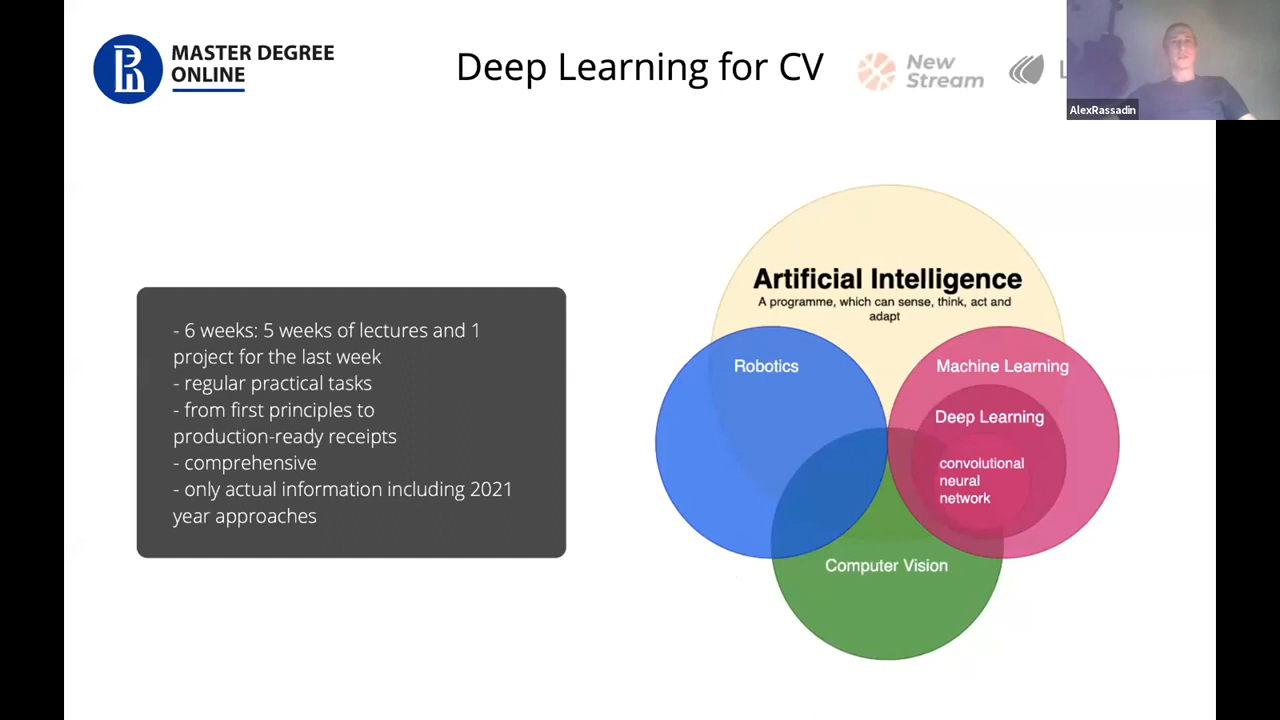 MASTER DEGREE
ONLINE
Deep Learning for CV
New
Stream
AlexRassadin
- 6 weeks: 5 weeks of lectures and 1
project for the last week
- regular practical tasks
- from first principles to
production-ready receipts
- comprehensive
- only actual information including 2021
year approaches
Artificial Intelligence
A programme, which can sense, think, act and
adapt
Robotics
Machine Learning
Deep Learning
convolutional
neural
network
Computer Vision